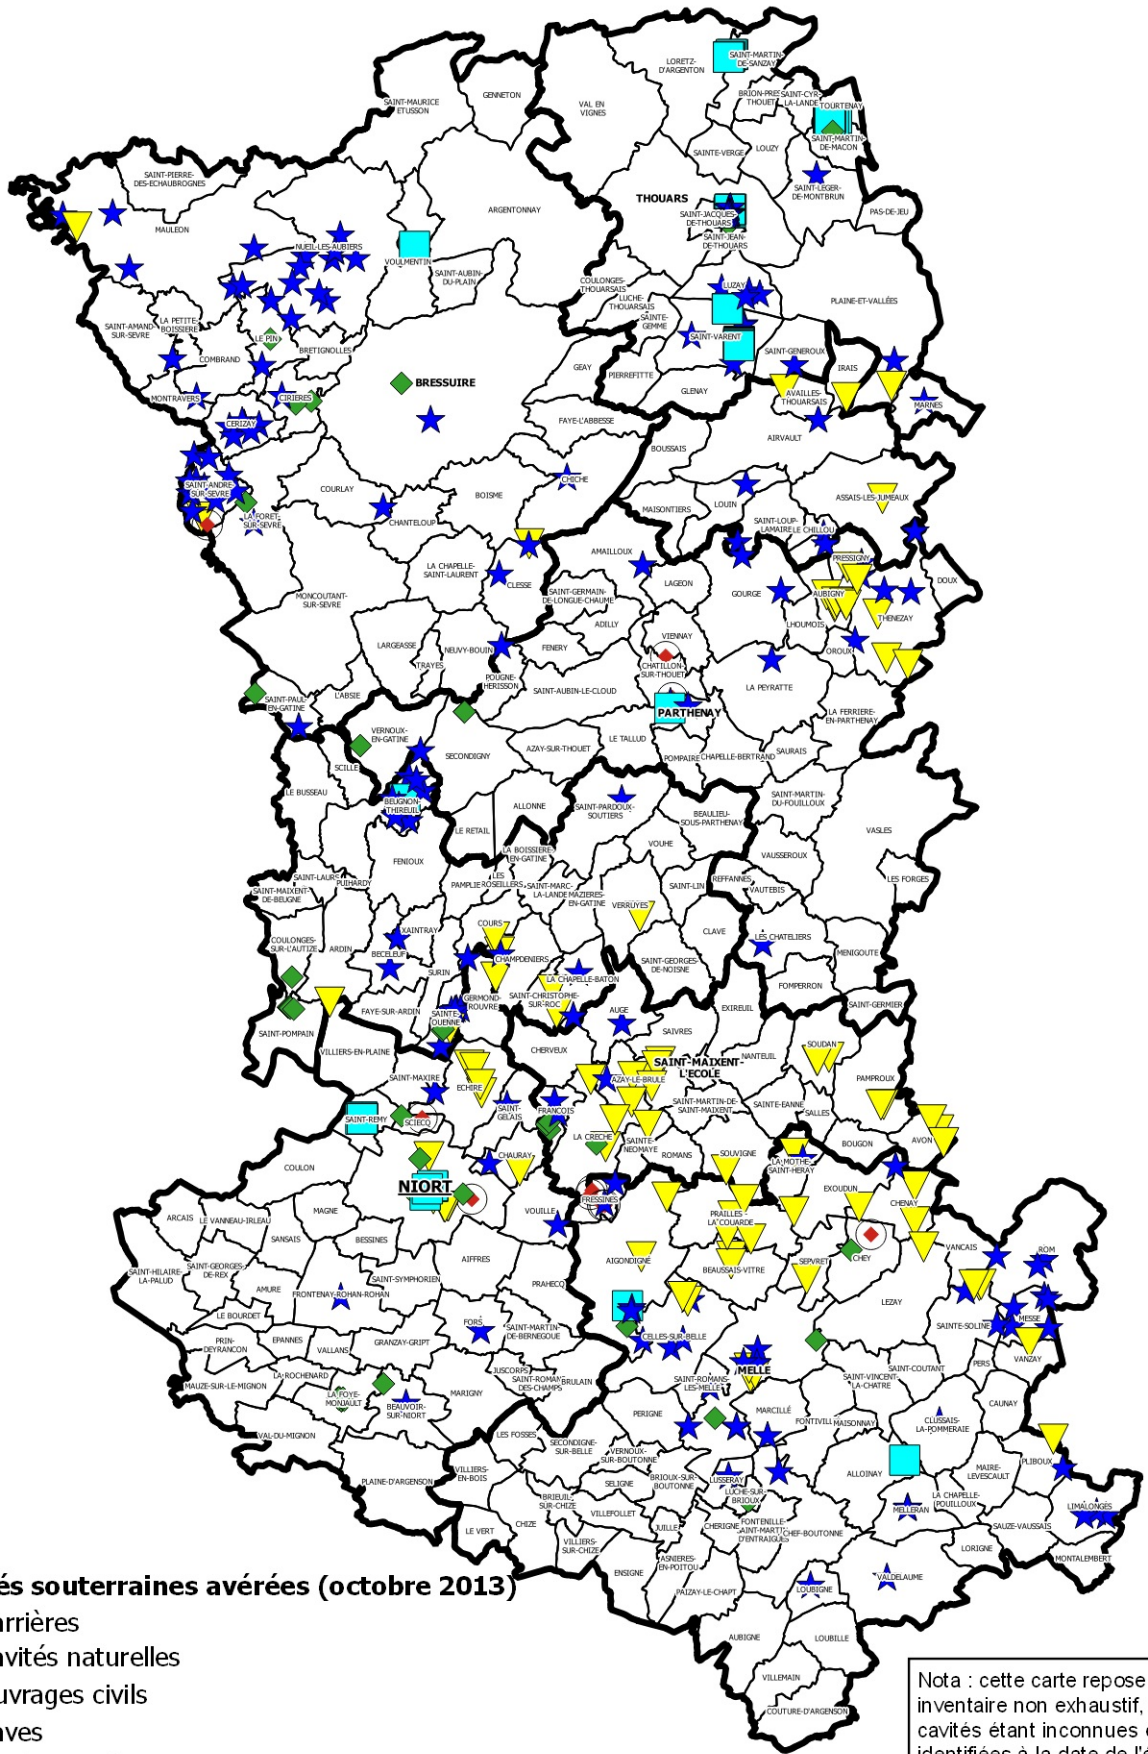 LORETZ-
D'ARGENTON
SAINT-MARTIN-
DE-SANZAY
GENNETON
SAINT-MAURICE
ETUSSON
VAL EN
VIGNES
BRION-PRES
THOUET
SAINT-CYR-
LA-LANDE
TOURTENAY
SAINT-MARTIN-
DE-MACON
SAINTE-VERGE
LOUZY
SAINT-PIERRE-
DES-ECHAUBROGNES
THOUARS
SAINT-LEGER-
DE-MONTBRUN
ARGENTONNAY
SAINT-JACQUES-
DE-THOUARS
PAS-DE-JEU
MAULEON
SAINT-JEAN-
DE-THOUARS
NUEIL-LES-AUBIERS
VOULMENTIN
SAINT-AUBIN-
DU-PLAIN
COULONGES-
THOUARSAIS
LUZAY
LUCHE-
THOUARSAIS
PLAINE-ET-VALLÉES
SAINTE-
GEMME
SAINT-AMAND-
SUR-SEVRE
LA PETITE-
BOISSIERE
LE PIN
SAINT-VARENT
BRETIGNOLLES
COMBRAND
SAINT-GENEROUX
GEAY
PIERREFITTE
IRAIS
BRESSUIRE
GLENAY
AVAILLES-
THOUARSAIS
MONTRAVERS
CIRIERES
MARNES
CERIZAY
FAYE-L'ABBESSE
AIRVAULT
BOUSSAIS
CHICHE
SAINT-ANDRE-
SUR-SEVRE
COURLAY
BOISME
ASSAIS-LES-JUMEAUX
MAISONTIERS
LOUIN
LA FORET-
SUR-SEVRE
CHANTELOUP
SAINT-LOUP-
LAMAIRE
LE CHILLOU
AMAILLOUX
PRESSIGNY
LA CHAPELLE-
SAINT-LAURENT
CLESSE
LAGEON
DOUX
MONCOUTANT-
SUR-SEVRE
SAINT-GERMAIN-
DE-LONGUE-CHAUME
GOURGE
AUBIGNY
THENEZAY
ADILLY
LHOUMOIS
LARGEASSE
NEUVY-BOUIN
FENERY
VIENNAY
OROUX
TRAYES
CHATILLON-
SUR-THOUET
POUGNE-
HERISSON
SAINT-AUBIN-LE-CLOUD
LA PEYRATTE
L'ABSIE
SAINT-PAUL-
EN-GATINE
PARTHENAY
LA FERRIERE-
EN-PARTHENAY
VERNOUX-
EN-GATINE
LE TALLUD
SECONDIGNY
AZAY-SUR-THOUET
POMPAIRE
CHAPELLE-BERTRAND
SAURAIS
SCILLE
LE BUSSEAU
BEUGNON-
THIREUIL
ALLONNE
SAINT-PARDOUX-
SOUTIERS
SAINT-MARTIN-
DU-FOUILLOUX
BEAULIEU-
SOUS-PARTHENAY
LE RETAIL
VASLES
LA BOISSIERE-
EN-GATINE
VOUHE
VAUSSEROUX
FENIOUX
SAINT-LAURS
PUIHARDY
LES
ROSEILLERS
PAMPLIE
SAINT-MARC-
LA-LANDE
MAZIERES-
EN-GATINE
SAINT-LIN
REFFANNES
VAUTEBIS
LES FORGES
SAINT-MAIXENT-
DE-BEUGNE
VERRUYES
COURS
XAINTRAY
CLAVE
LES CHATELIERS
COULONGES-
SUR-L'AUTIZE
ARDIN
BECELEUF
CHAMPDENIERS
MENIGOUTE
SAINT-GEORGES-
DE-NOISNE
SURIN
LA CHAPELLE-BATON
FOMPERRON
SAINT-CHRISTOPHE-
SUR-ROC
GERMOND-
ROUVRE
SAINT-GERMIER
FAYE-SUR-ARDIN
SAINTE-
OUENNE
AUGE
EXIREUIL
SAINT-POMPAIN
SAIVRES
SOUDAN
VILLIERS-EN-PLAINE
CHERVEUX
SAINT-MAIXENT-
L'ECOLE
NANTEUIL
SAINT-MAXIRE
ECHIRE
AZAY-LE-BRULE
PAMPROUX
SAINT-
GELAIS
FRANCOIS
SAINT-MARTIN-DE-
SAINT-MAIXENT
SAINTE-EANNE
SALLES
SAINT-REMY
SCIECQ
LA CRECHE
SAINTE-
NEOMAYE
BOUGON
AVON
COULON
CHAURAY
ROMANS
SOUVIGNE
LA MOTHE-
SAINT-HERAY
NIORT
FRESSINES
EXOUDUN
CHENAY
ARCAIS
LE VANNEAU-IRLEAU
MAGNE
VOUILLE
PRAILLES -
LA COUARDE
SANSAIS
BESSINES
VANCAIS
ROM
AIFFRES
AIGONDIGNÉ
CHEY
SAINT-HILAIRE-
LA-PALUD
SAINT-GEORGES-
DE-REX
SAINT-SYMPHORIEN
BEAUSSAIS-VITRE
SEPVRET
AMURE
FRONTENAY-ROHAN-ROHAN
PRAHECQ
LEZAY
LE BOURDET
FORS
SAINT-MARTIN-
DE-BERNEGOUE
SAINTE-SOLINE
MESSE
PRIN-
DEYRANCON
EPANNES
VALLANS
GRANZAY-GRIPT
CELLES-SUR-BELLE
VANZAY
LA-ROCHENARD
JUSCORPS
SAINT-ROMANS-
DES-CHAMPS
BRULAIN
MELLE
SAINT-COUTANT
PERS
MAUZE-SUR-LE-MIGNON
SAINT-ROMANS-
LES-MELLE
SAINT-VINCENT-
LA-CHATRE
LA FOYE-
MONJAULT
BEAUVOIR-
SUR-NIORT
MARIGNY
CAUNAY
PERIGNE
MARCILLÉ
FONTIVILLIE
MAISONNAY
CLUSSAIS-
LA-POMMERAIE
VAL-DU-MIGNON
LES FOSSES
SECONDIGNE-
SUR-BELLE
VERNOUX-
SUR-BOUTONNE
PLIBOUX
PLAINE-D'ARGENSON
VILLIERS-
EN-BOIS
SELIGNE
BRIOUX-SUR-
BOUTONNE
LUSSERAY
ALLOINAY
MAIRE-
LEVESCAULT
BRIEUIL-
SUR-CHIZE
LUCHE-SUR-
BRIOUX
LA CHAPELLE-
POUILLOUX
LIMALONGES
VILLEFOLLET
MELLERAN
LE VERT
CHIZE
JUILLE
CHERIGNE
FONTENILLE-
SAINT-MARTIN-
D'ENTRAIGUES
CHEF-BOUTONNE
SAUZE-VAUSSAIS
VILLIERS-
SUR-CHIZE
LORIGNE
MONTALEMBERT
ASNIERES-
EN-POITOU
ENSIGNE
PAIZAY-LE-CHAPT
LOUBIGNE
VALDELAUME
AUBIGNE
LOUBILLE
VILLEMAIN
COUTURE-D'ARGENSON
és souterraines avérées (octobre 2013)
arrières
avités naturelles
uvrages civils
aves
Nota : cette carte repose
inventaire non exhaustif,
cavités étant inconnues
identifiées à la date de l'é